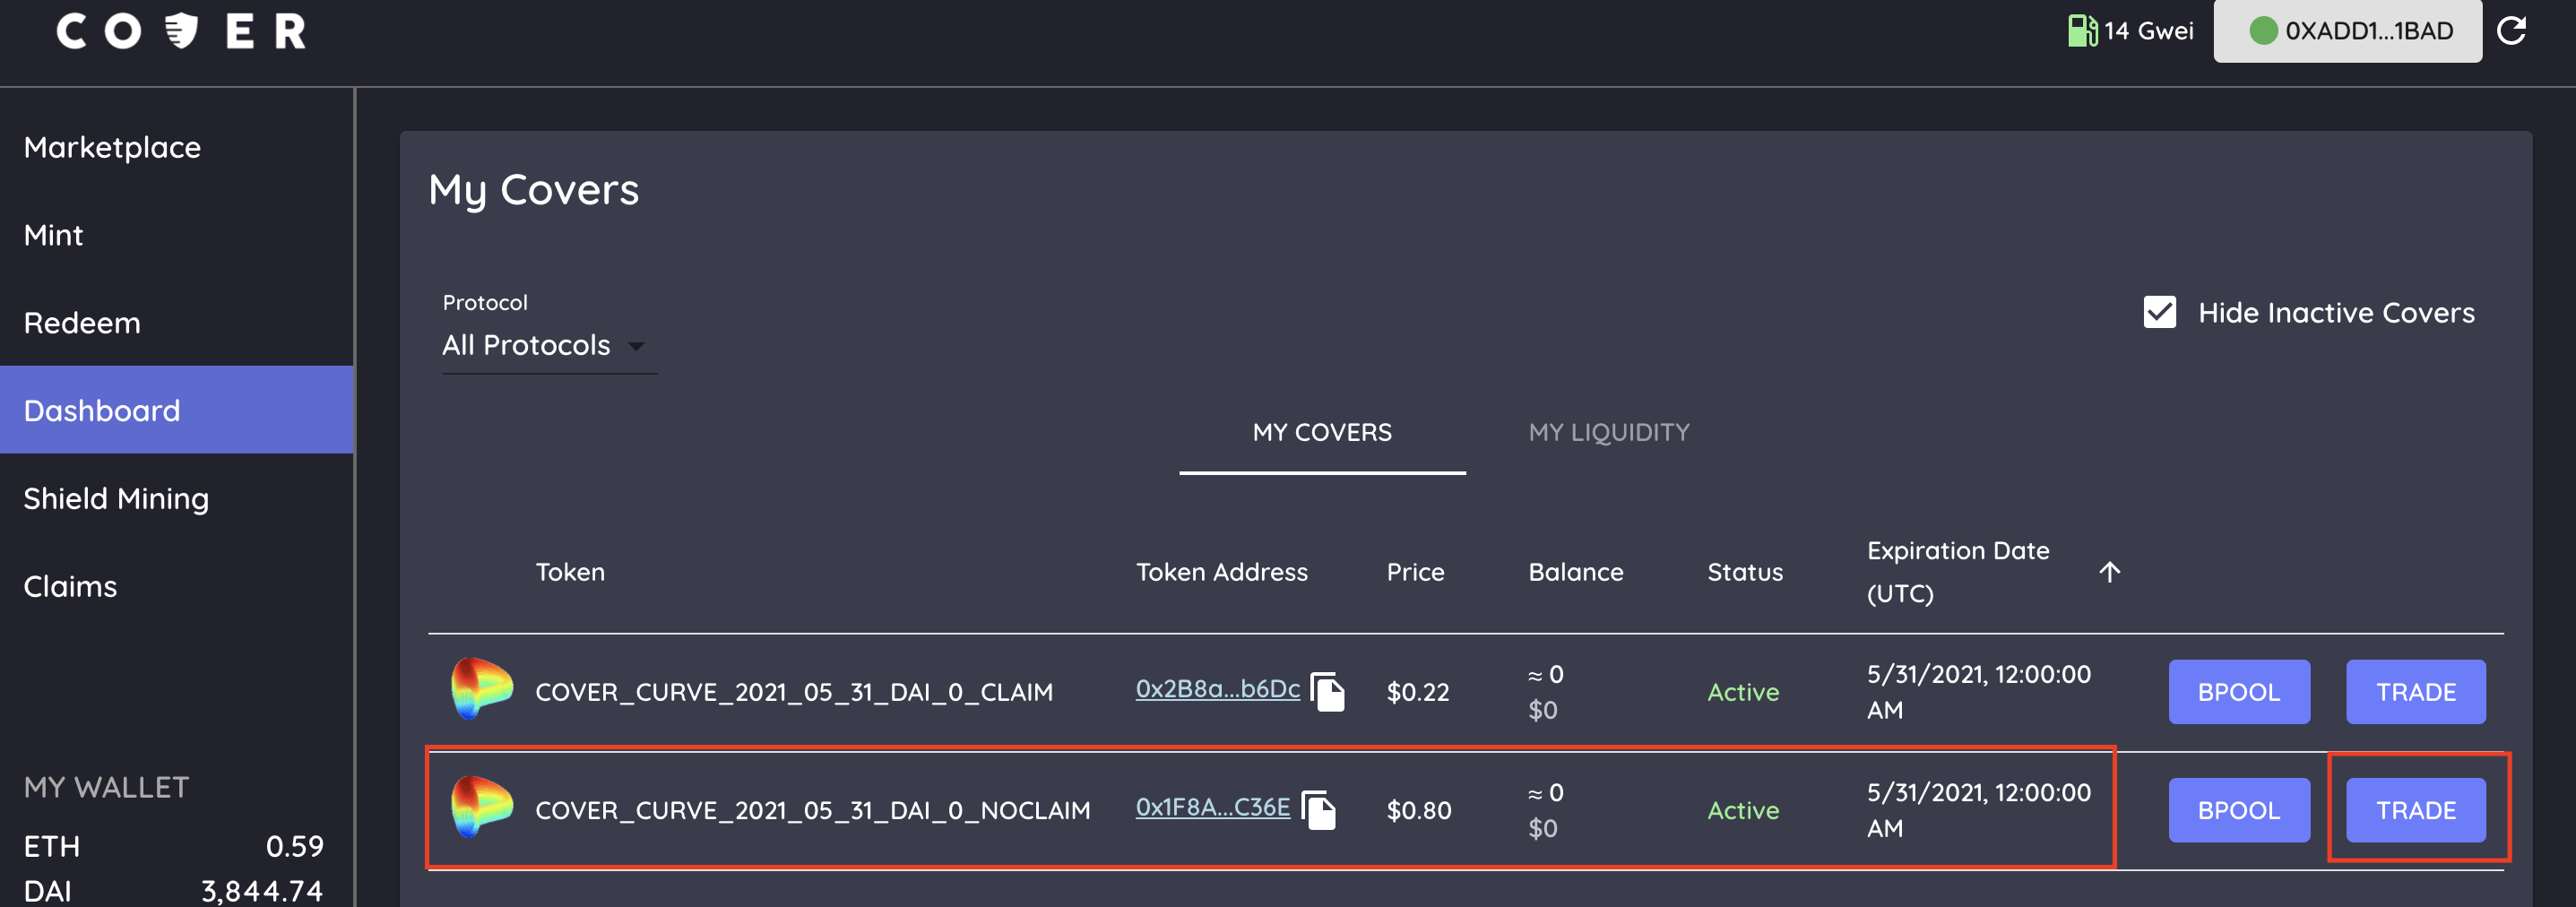 COVER
14 Gwei
0XADD1...1BAD
Marketplace
Mint
Redeem
Dashboard
Shield Mining
Claims
MY WALLET
ETH 0.59
DAI 3,844.74
My Covers
Protocol
All Protocols
Hide Inactive Covers
MY COVERS MY LIQUIDITY
Token Token Address Price Balance Status Expiration Date
(UTC)
COVER_CURVE_2021_05_31_DAI_0_CLAIM 0x2B8a...b6Dc $0.22 ≈ 0 Active 5/31/2021, 12:00:00 BPOOL TRADE
$0 AM
COVER_CURVE_2021_05_31_DAI_0_NOCLAIM 0x1F8A...C36E $0.80 ≈ 0 Active 5/31/2021, 12:00:00 BPOOL TRADE
$0 AM